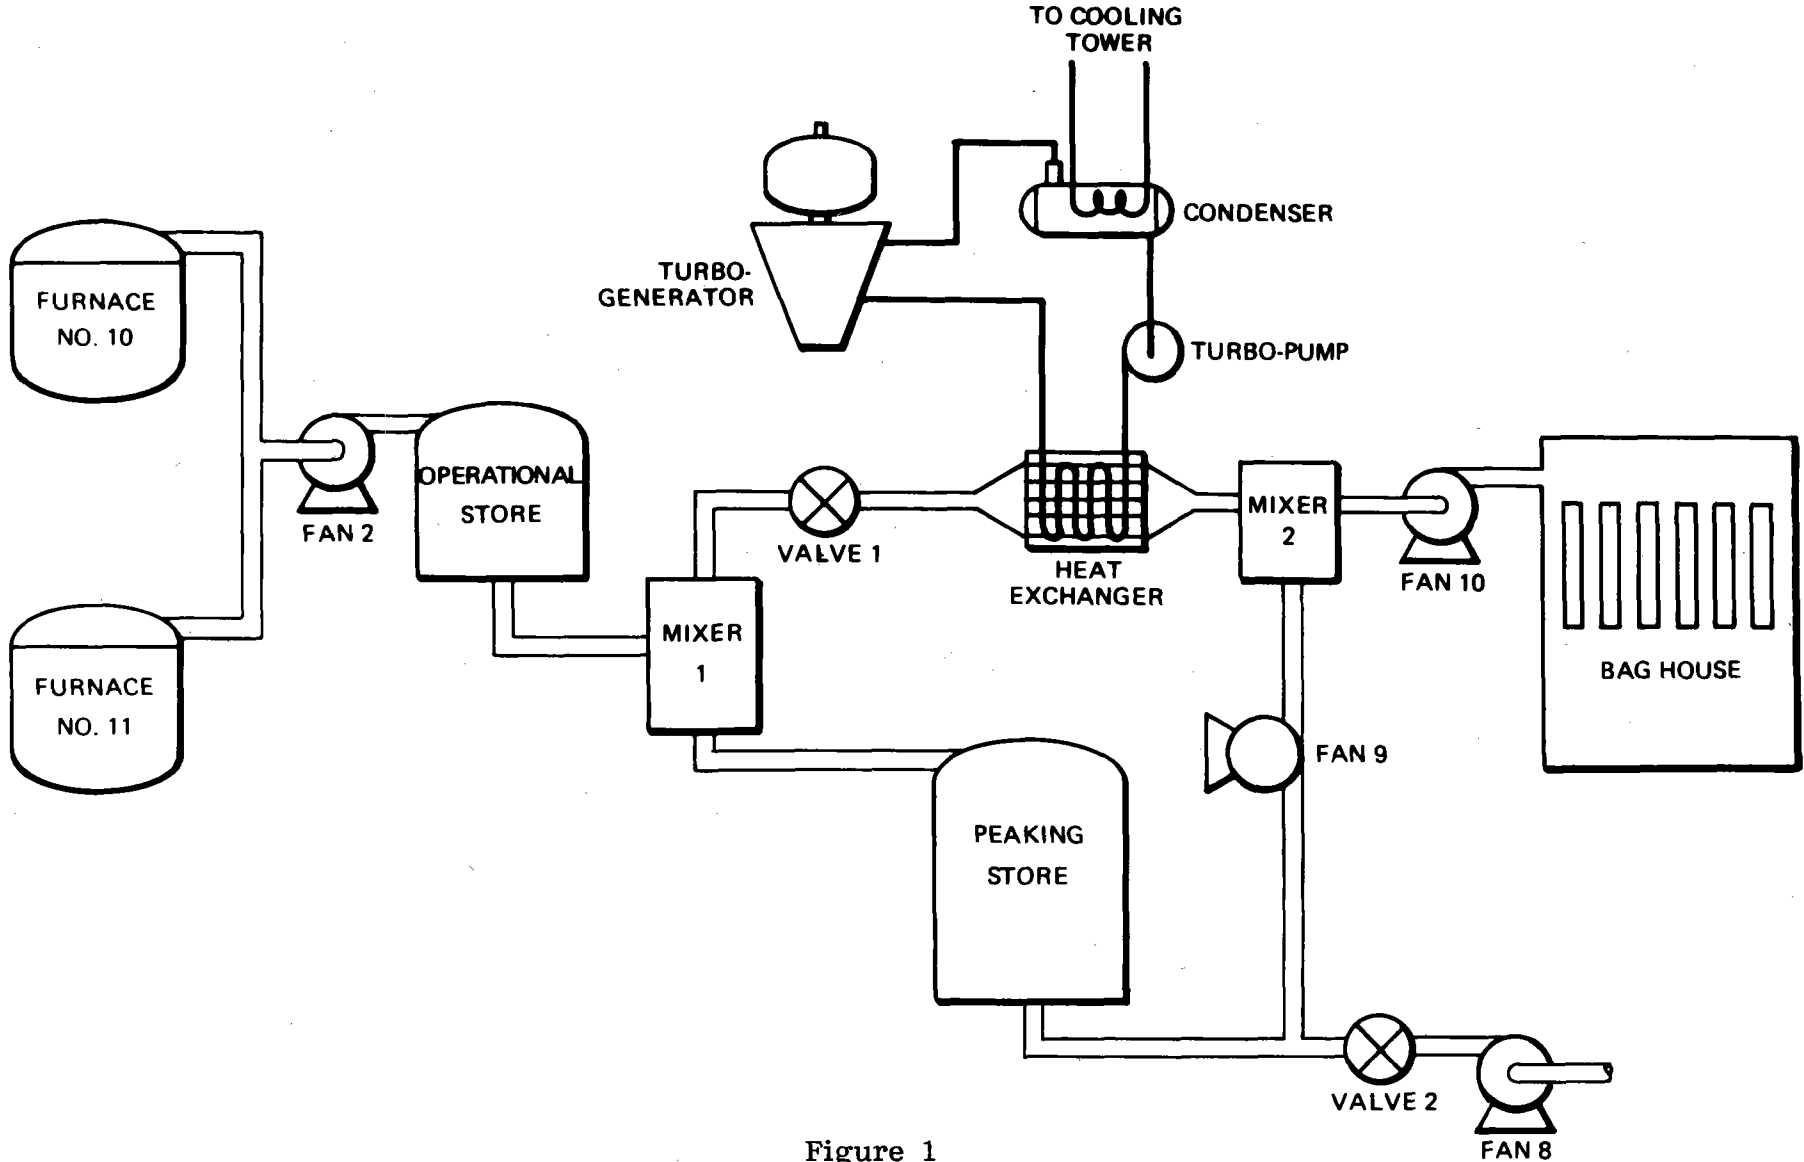 TO COOLING
TOWER
CONDENSER
TURBO-
GENERATOR
FURNACE
NO. 10
TURBO-PUMP
OPERATIONAL
STORE
FAN 2
VALVE 1
HEAT
EXCHANGER
MIXER
2
FAN 10
MIXER
1
BAG HOUSE
FURNACE
NO. 11
FAN 9
PEAKING
STORE
VALVE 2
FAN 8
Figure 1